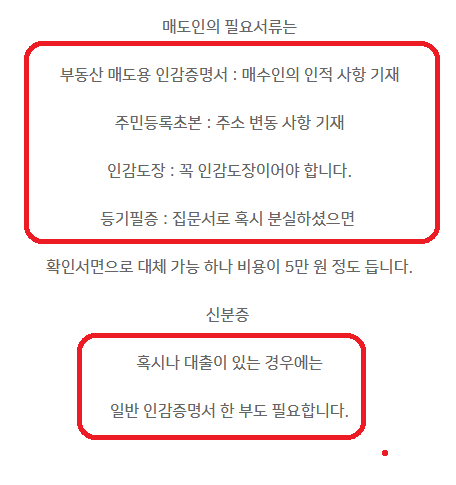 매도인의 필요서류는
부동산 매도용 인감증명서 : 매수인의 인적 사항 기재
주민등록초본 : 주소 변동 사항 기재
인감도장 : 꼭 인감도장이어야 합니다.
등기필증 : 집문서로 혹시 분실하셨으면
확인서면으로 대체 가능 하나 비용이 5만 원 정도 듭니다.
신분증
혹시나 대출이 있는 경우에는
일반 인감증명서 한 부도 필요합니다.